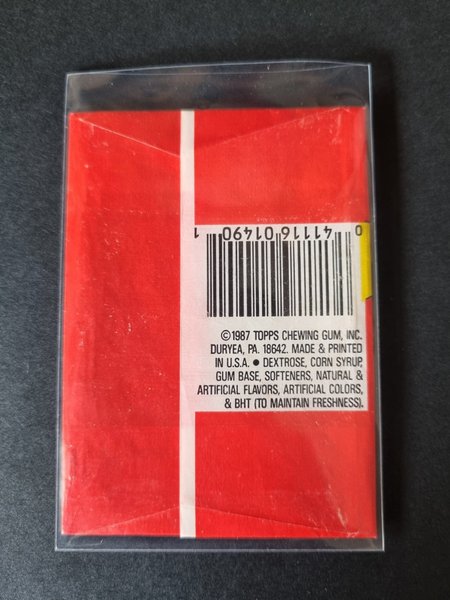 0 41116 01490 1
©1987 TOPPS CHEWING GUM, INC.
DURYEA, PA. 18642. MADE & PRINTED
IN U.S.A. ● DEXTROSE, CORN SYRUP,
GUM BASE, SOFTENERS, NATURAL &
ARTIFICIAL FLAVORS, ARTIFICIAL COLORS,
& BHT (TO MAINTAIN FRESHNESS).